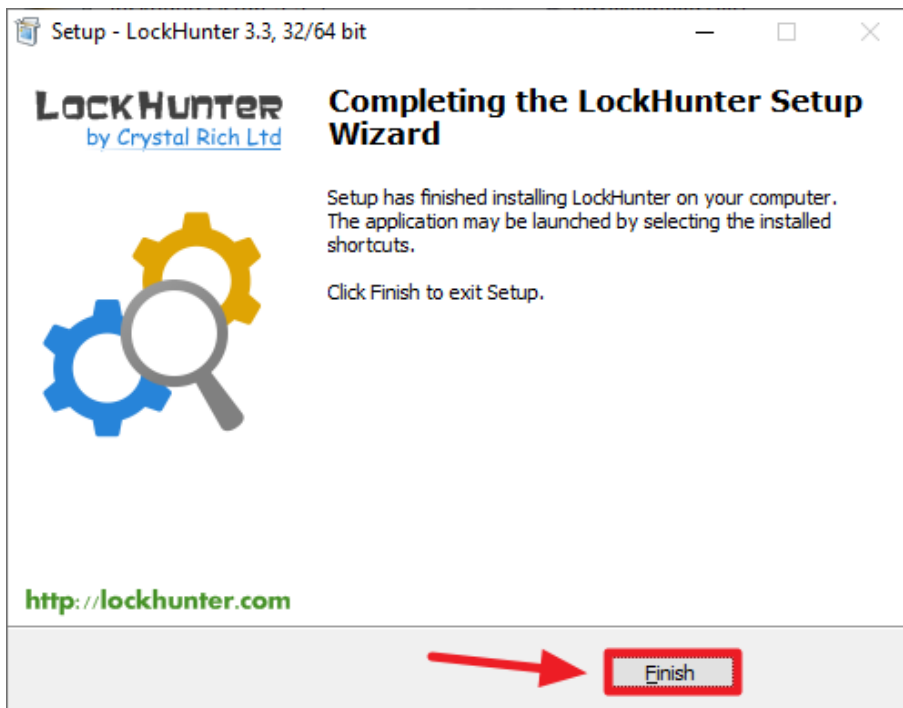 Setup - LockHunter 3.3, 32/64 bit
LockHunter
by Crystal Rich Ltd
Completing the LockHunter Setup
Wizard
Setup has finished installing LockHunter on your computer.
The application may be launched by selecting the installed
shortcuts.
Click Finish to exit Setup.
http://lockhunter.com
Finish